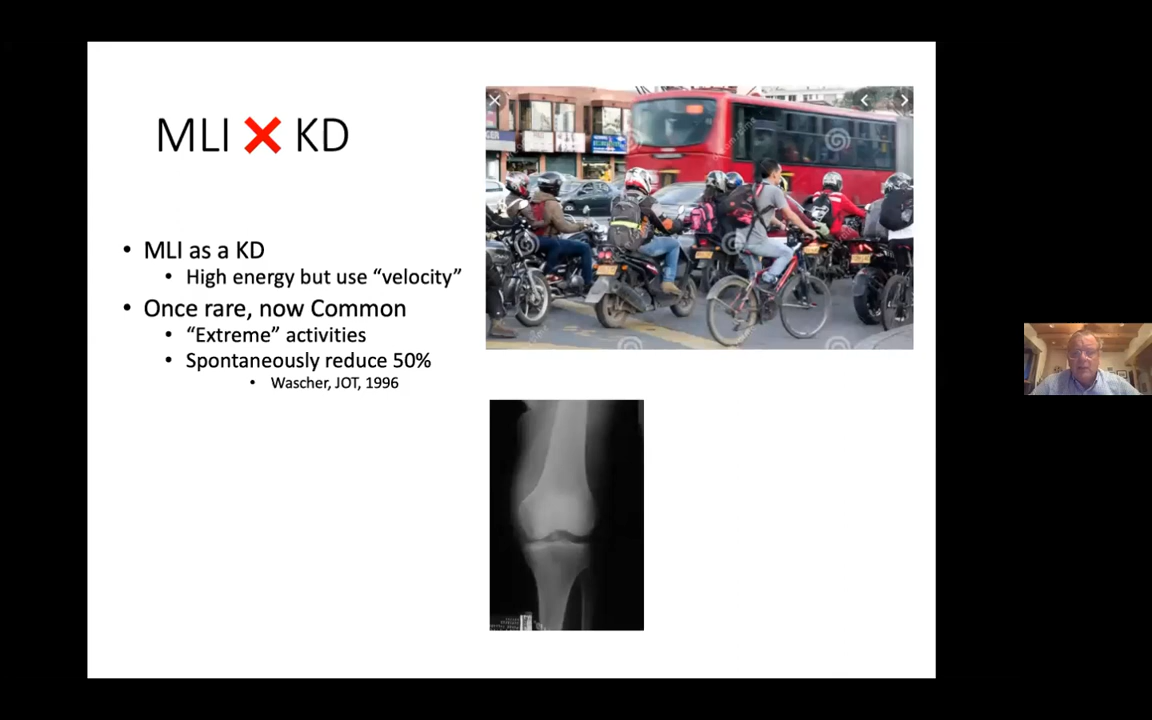 MLI ❌ KD
• MLI as a KD
• High energy but use “velocity”
• Once rare, now Common
• “Extreme” activities
• Spontaneously reduce 50%
• Wascher, JOT, 1996